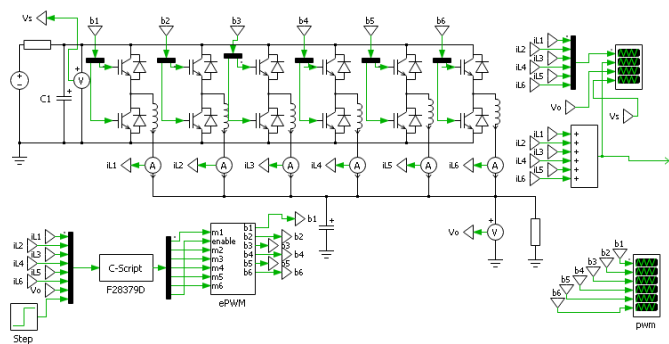 b1 b2 b3 b4 b5 b6
Vs
V
C1
iL1 A iL2 A iL3 A iL4 A iL5 A iL6 A
Vo V
iL1
iL2
iL3
iL4
iL5
iL6
Vo
Vs
iL1
iL2
iL3
iL4
iL5
iL6
iL1
iL2
iL3
iL4
iL5
iL6
Vo
Step
C-Script
F28379D
m1
enable
m2
m3
m4
m5
m6
b1
b2
b3
b4
b5
b6
ePWM
b1
b2
b3
b4
b5
b6
b1
b2
b3
b4
b5
b6
pwm